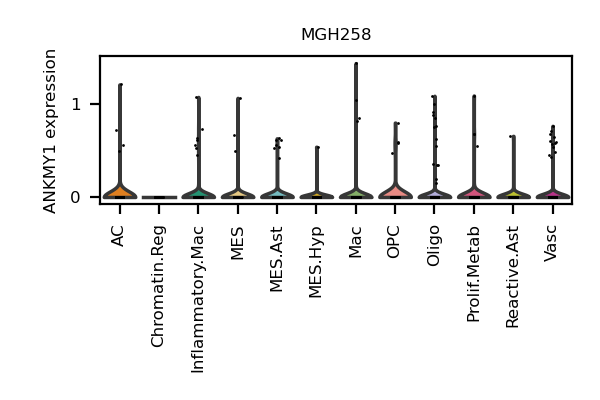 MGH258
ANKMY1 expression
1
0
AC
Chromatin.Reg
Inflammatory.Mac
MES
MES.Ast
MES.Hyp
Mac
OPC
Oligo
Prolif.Metab
Reactive.Ast
Vasc